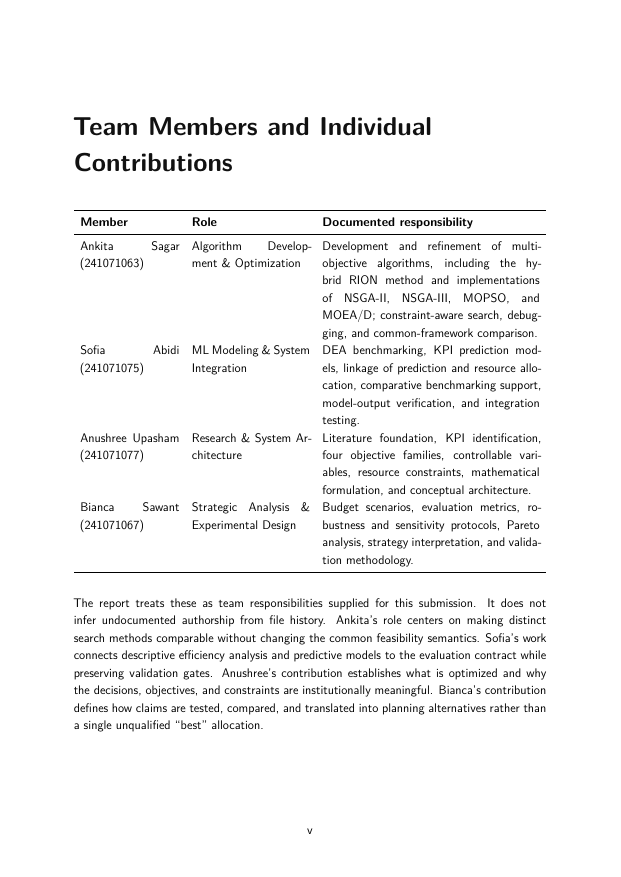 Team Members and Individual
Contributions
Member Role Documented responsibility
Ankita Sagar Algorithm Develop- Development and refinement of multi-
(241071063) ment & Optimization objective algorithms, including the hy-
brid RION method and implementations
of NSGA-II, NSGA-III, MOPSO, and
MOEA/D; constraint-aware search, debug-
ging, and common-framework comparison.
Sofia Abidi ML Modeling & System DEA benchmarking, KPI prediction mod-
(241071075) Integration els, linkage of prediction and resource allo-
cation, comparative benchmarking support,
model-output verification, and integration
testing.
Anushree Upasham Research & System Ar- Literature foundation, KPI identification,
(241071077) chitecture four objective families, controllable vari-
ables, resource constraints, mathematical
formulation, and conceptual architecture.
Bianca Sawant Strategic Analysis & Budget scenarios, evaluation metrics, ro-
(241071067) Experimental Design bustness and sensitivity protocols, Pareto
analysis, strategy interpretation, and valida-
tion methodology.
The report treats these as team responsibilities supplied for this submission. It does not
infer undocumented authorship from file history. Ankita's role centers on making distinct
search methods comparable without changing the common feasibility semantics. Sofia's work
connects descriptive efficiency analysis and predictive models to the evaluation contract while
preserving validation gates. Anushree's contribution establishes what is optimized and why
the decisions, objectives, and constraints are institutionally meaningful. Bianca's contribution
defines how claims are tested, compared, and translated into planning alternatives rather than
a single unqualified “best” allocation.
v